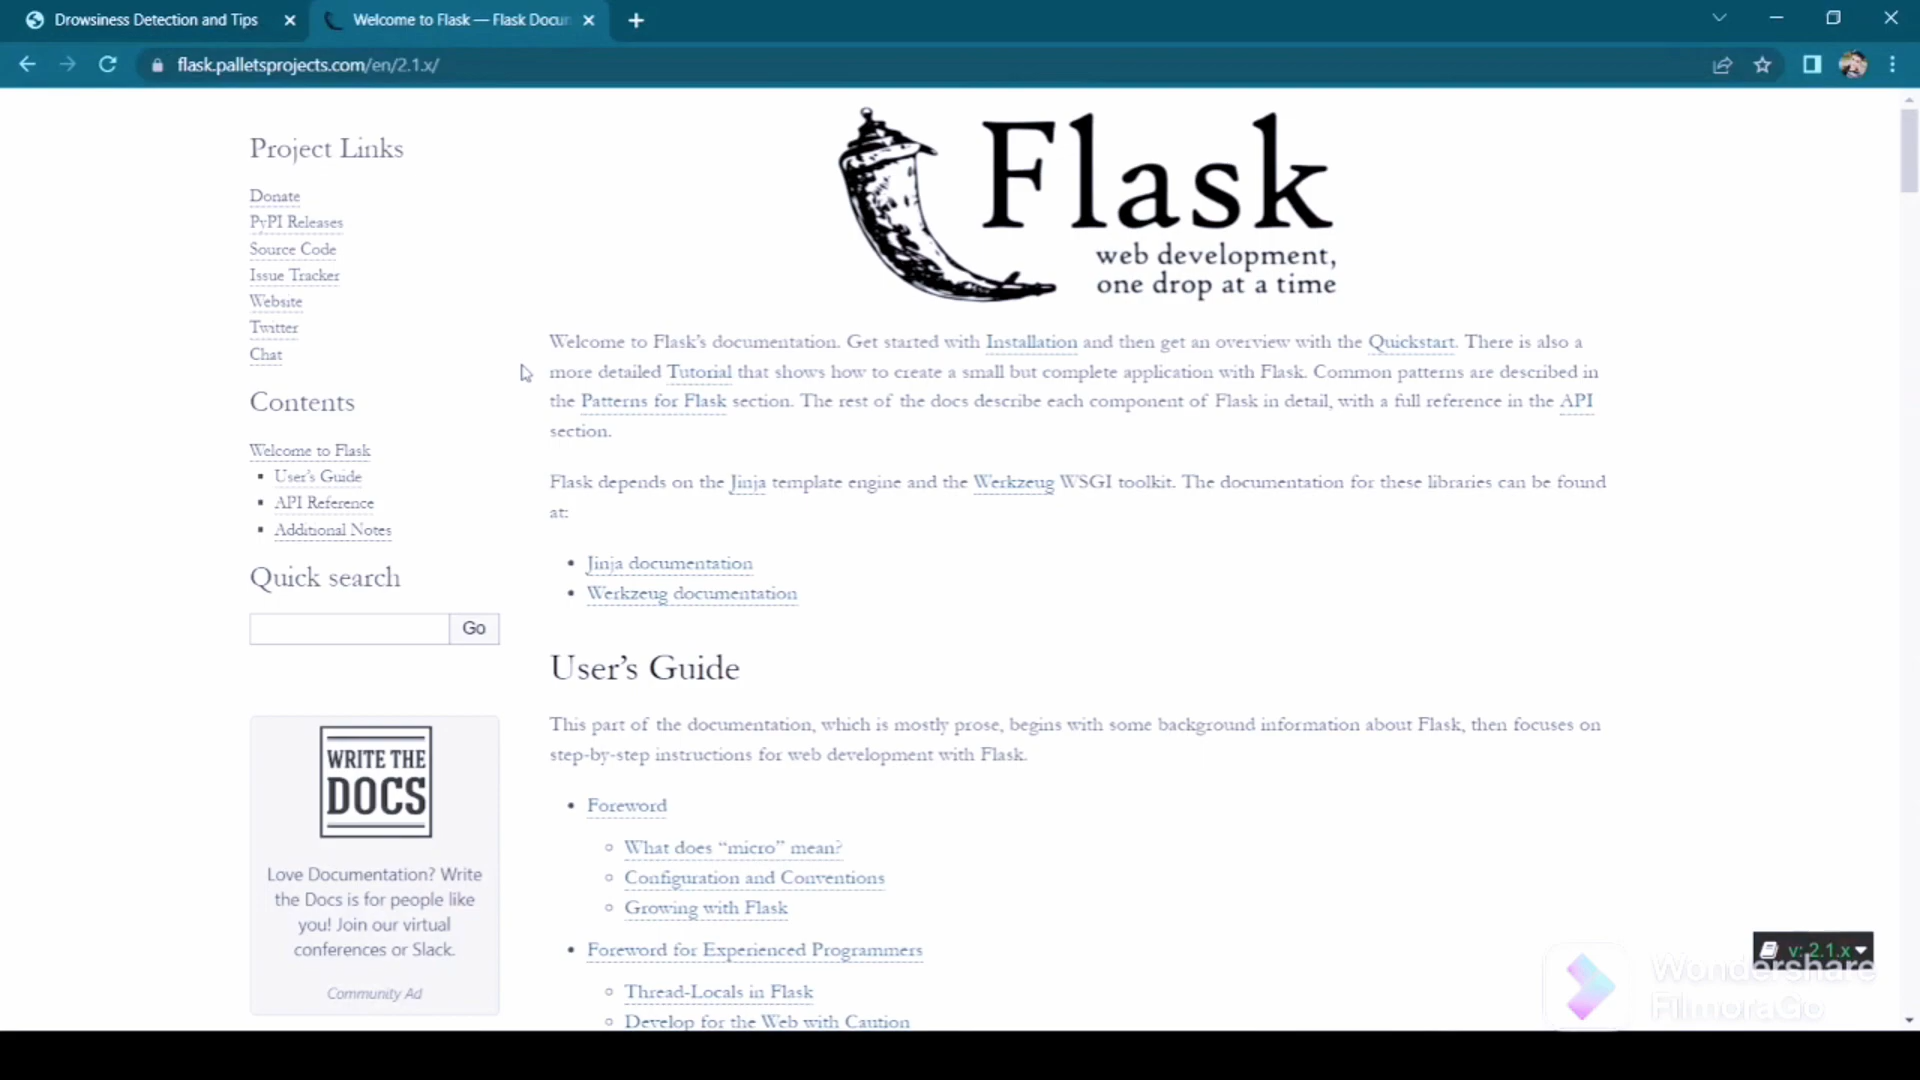 Drowsiness Detection and Tips
Welcome to Flask — Flask Docu
flask.palletsprojects.com/en/2.1.x/
Project Links
Donate
PyPI Releases
Source Code
Issue Tracker
Website
Twitter
Chat
Contents
Welcome to Flask
User's Guide
API Reference
Additional Notes
Quick search
Go
WRITE THE
DOCS
Love Documentation? Write
the Docs is for people like
you! Join our virtual
conferences or Slack.
Community Ad
Flask
web development,
one drop at a time
Welcome to Flask's documentation. Get started with Installation and then get an overview with the Quickstart. There is also a
more detailed Tutorial that shows how to create a small but complete application with Flask. Common patterns are described in
the Patterns for Flask section. The rest of the docs describe each component of Flask in detail, with a full reference in the API
section.
Flask depends on the Jinja template engine and the Werkzeug WSGI toolkit. The documentation for these libraries can be found
at:
• Jinja documentation
• Werkzeug documentation
User's Guide
This part of the documentation, which is mostly prose, begins with some background information about Flask, then focuses on
step-by-step instructions for web development with Flask.
• Foreword
What does “micro” mean?
Configuration and Conventions
Growing with Flask
• Foreword for Experienced Programmers
Thread-Locals in Flask
Develop for the Web with Caution
v: 2.1.x
Wondershare
FilmoraGo